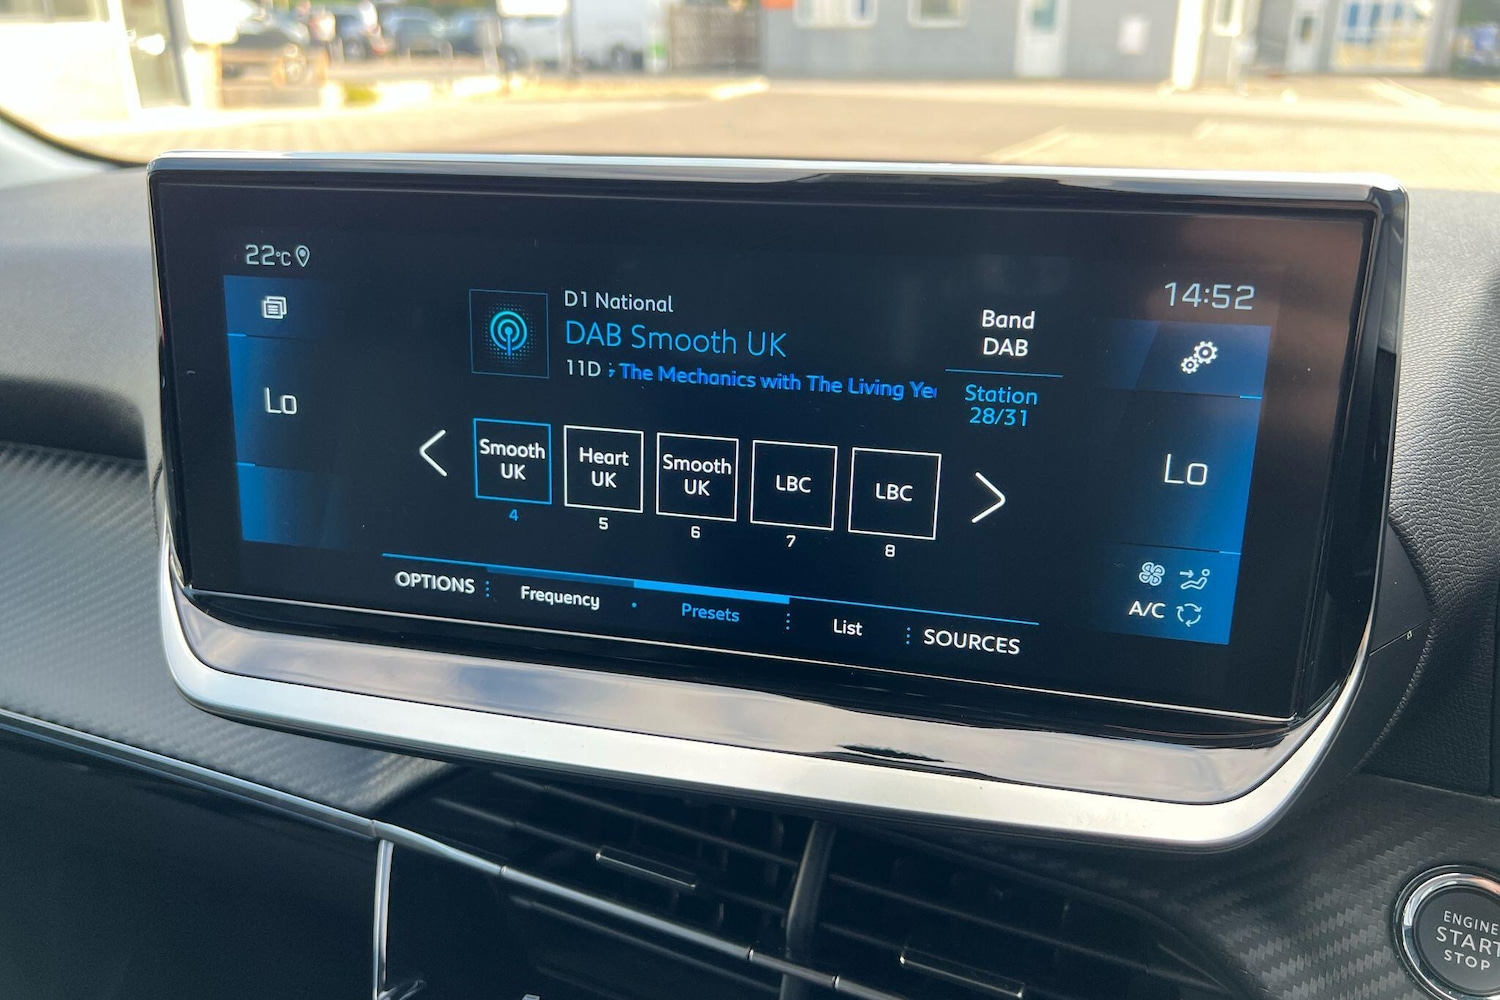 22°C
14:52
D1 National
DAB Smooth UK
11D ; The Mechanics with The Living Ye
Band
DAB
Station
28/31
Lo
Lo
Smooth
UK
4
Heart
UK
5
Smooth
UK
6
LBC
7
LBC
8
OPTIONS
Frequency
Presets
List
SOURCES
A/C
ENGINE
START
STOP